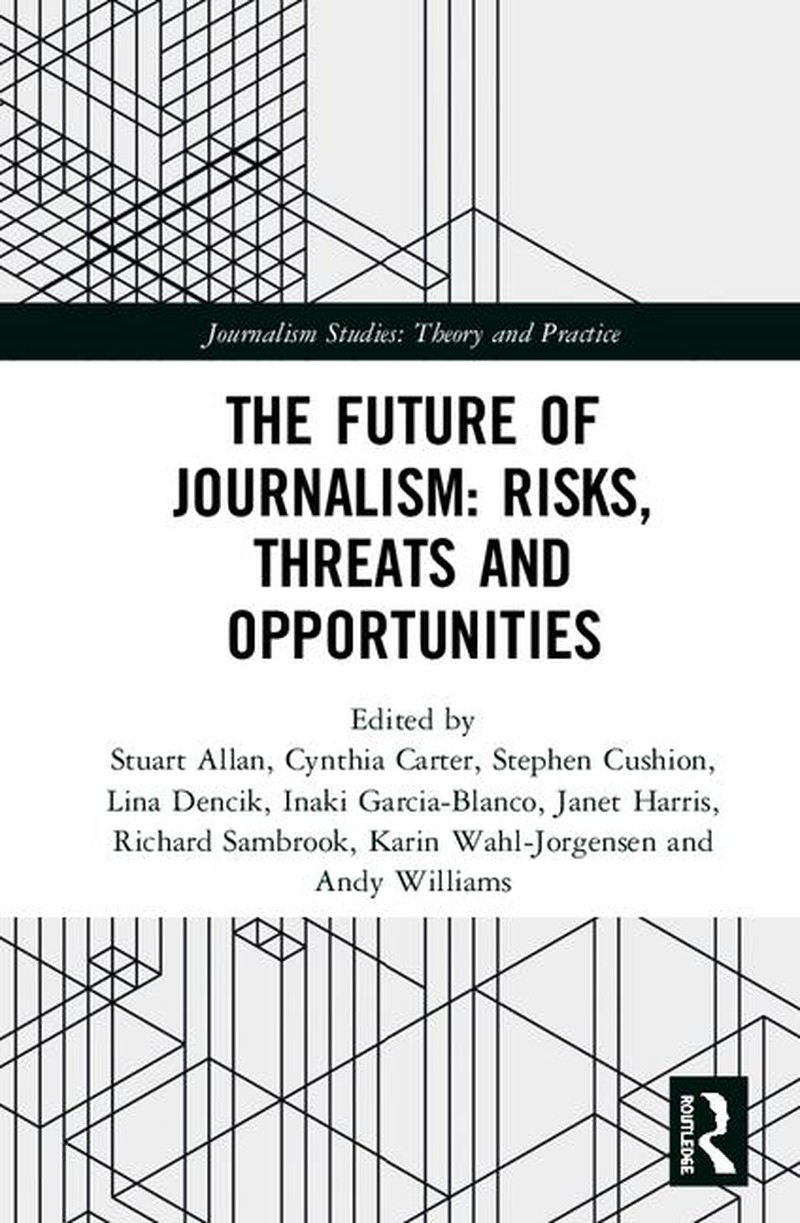 Journalism Studies: Theory and Practice
THE FUTURE OF
JOURNALISM: RISKS,
THREATS AND
OPPORTUNITIES
Edited by
Stuart Allan, Cynthia Carter, Stephen Cushion,
Lina Dencik, Inaki Garcia-Blanco, Janet Harris,
Richard Sambrook, Karin Wahl-Jorgensen and
Andy Williams
ROUTLEDGE